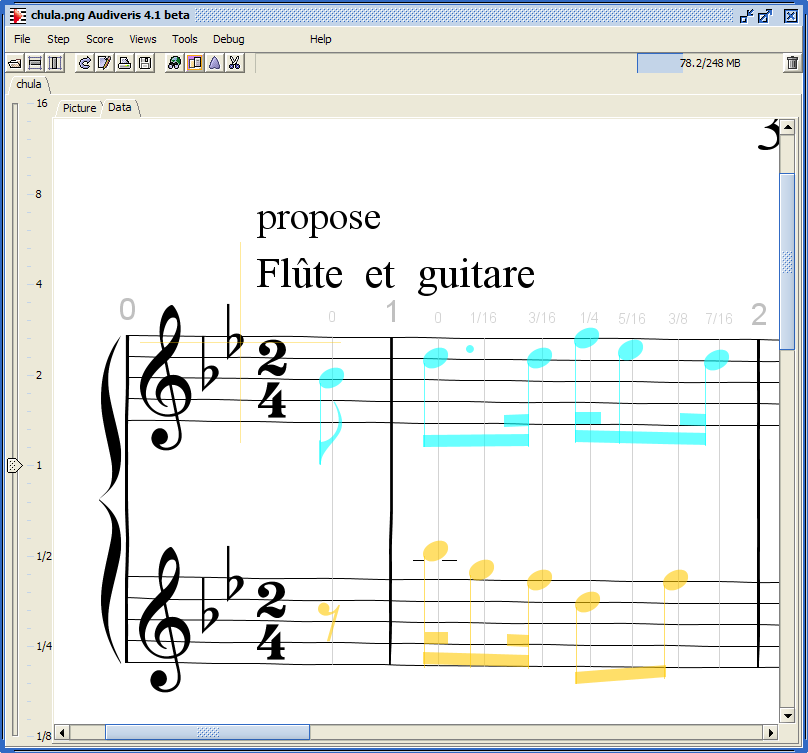 chula.png Audiveris 4.1 beta
File Step Score Views Tools Debug Help
78.2/248 MB
chula
Picture Data
16
8
4
2
1
1/2
1/4
1/8
3
propose
Flûte et guitare
0 0 1 0 1/16 3/16 1/4 5/16 3/8 7/16 2
2
4
2
4